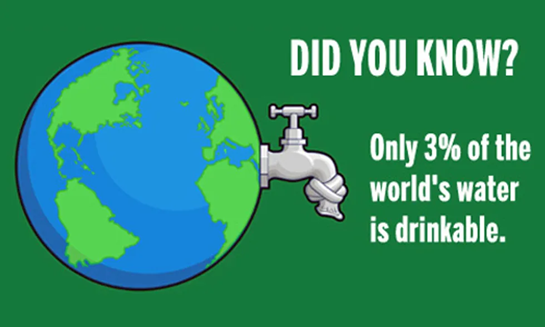 DID YOU KNOW?
Only 3% of the
world's water
is drinkable.